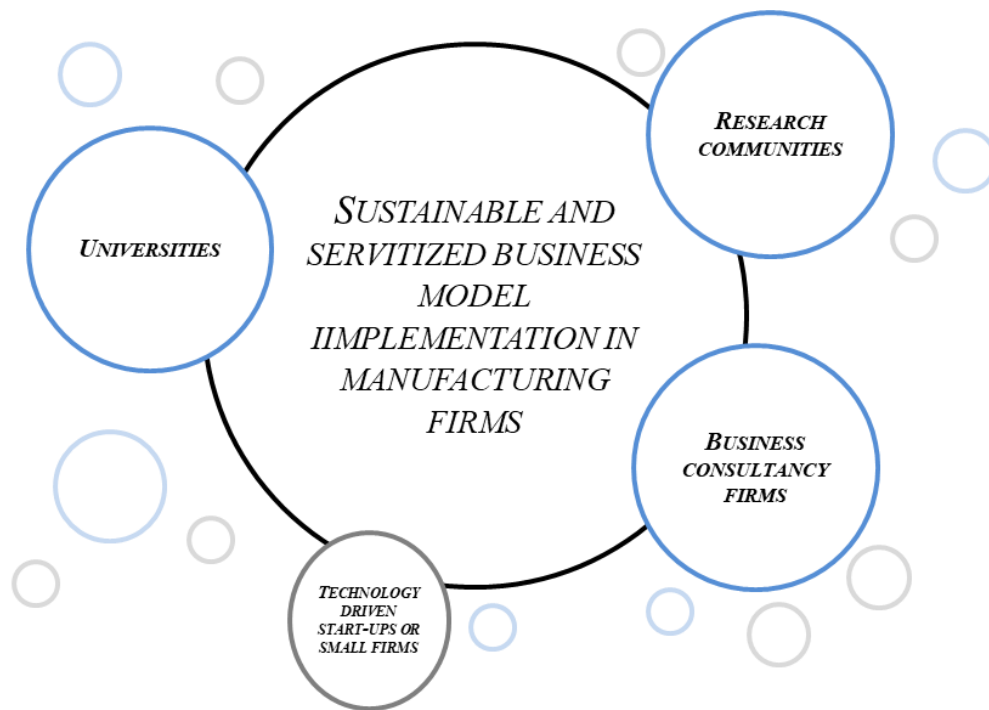 RESEARCH
COMMUNITIES
UNIVERSITIES
SUSTAINABLE AND
SERVITIZED BUSINESS
MODEL
IIMPLEMENTATION IN
MANUFACTURING
FIRMS
BUSINESS
CONSULTANCY
FIRMS
TECHNOLOGY
DRIVEN
START-UPS OR
SMALL FIRMS